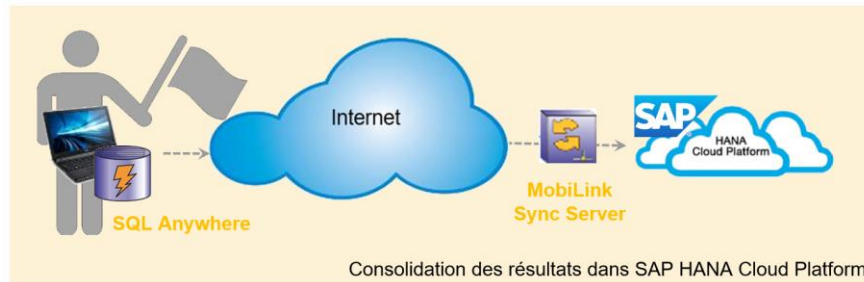 Internet
SAP
HANA
Cloud Platform
SQL Anywhere
MobiLink
Sync Server
Consolidation des résultats dans SAP HANA Cloud Platform